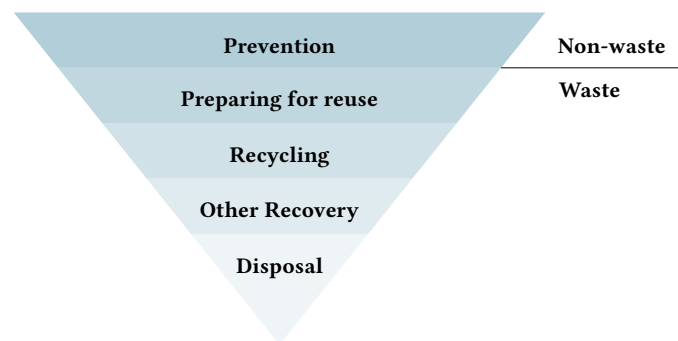 Prevention
Non-waste
Preparing for reuse
Waste
Recycling
Other Recovery
Disposal